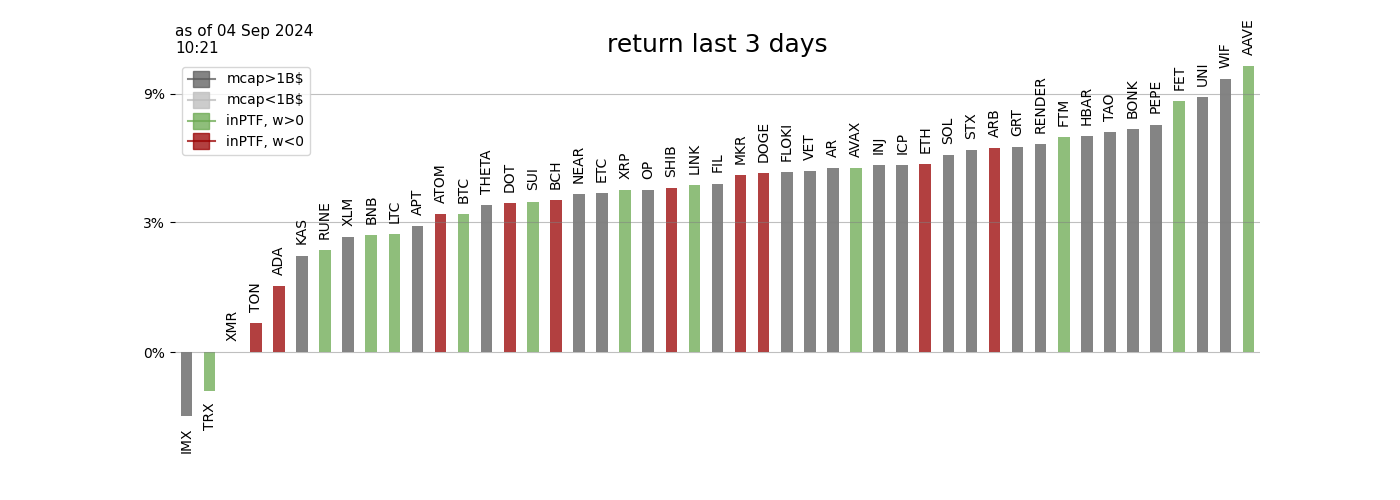 as of 04 Sep 2024
10:21
return last 3 days
mcap>1B$
mcap<1B$
inPTF, w>0
inPTF, w<0
9%
3%
0%
IMX
TRX
XMR
TON
ADA
KAS
RUNE
XLM
BNB
LTC
APT
ATOM
BTC
THETA
DOT
SUI
BCH
NEAR
ETC
XRP
OP
SHIB
LINK
FIL
MKR
DOGE
FLOKI
VET
AR
AVAX
INJ
ICP
ETH
SOL
STX
ARB
GRT
RENDER
FTM
HBAR
TAO
BONK
PEPE
FET
UNI
WIF
AAVE